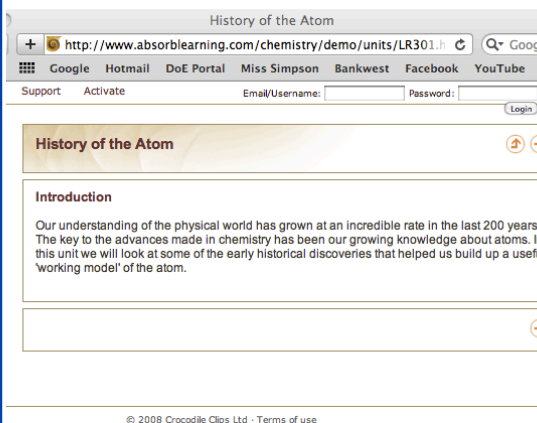 History of the Atom
http://www.absorblearning.com/chemistry/demo/units/LR301.h
Goog
Google Hotmail DoE Portal Miss Simpson Bankwest Facebook YouTube
Support Activate Email/Username: Password:
Login
History of the Atom
Introduction
Our understanding of the physical world has grown at an incredible rate in the last 200 years
The key to the advances made in chemistry has been our growing knowledge about atoms. I
this unit we will look at some of the early historical discoveries that helped us build up a usef
'working model' of the atom.
© 2008 Crocodile Clips Ltd - Terms of use